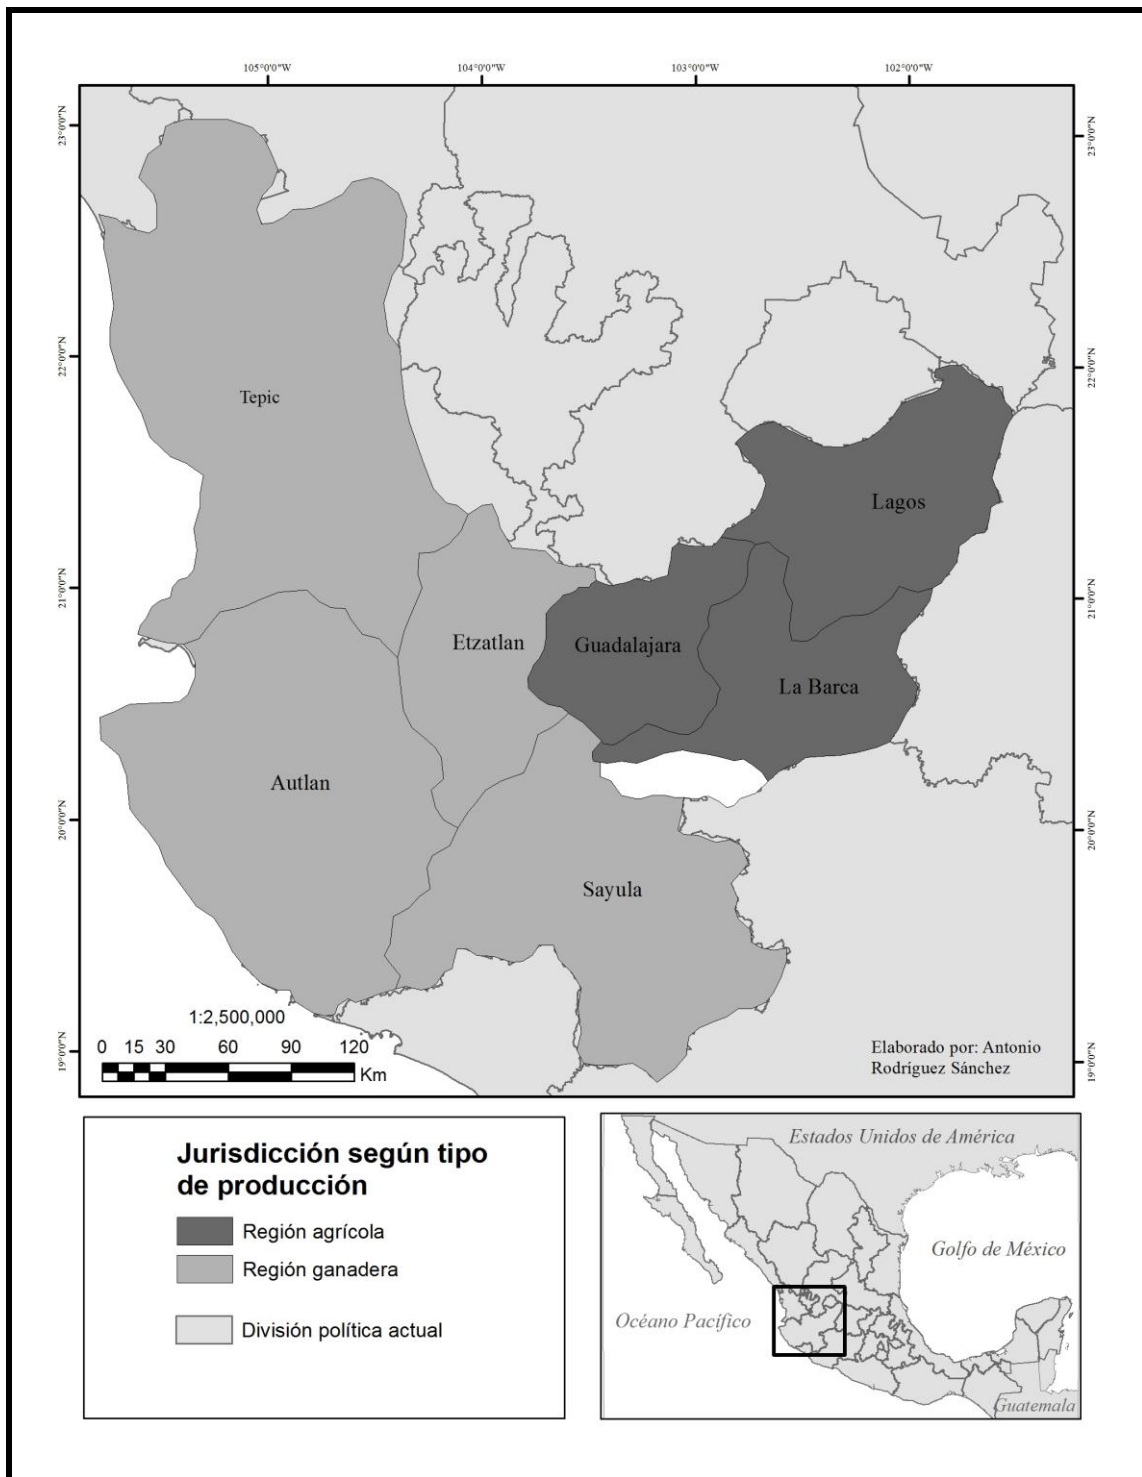 105°0'0"W
104°0'0"W
103°0'0"W
102°0'0"W
23°0'0"N
23°0'0"N
22°0'0"N
22°0'0"N
Tepic
Lagos
21°0'0"N
21°0'0"N
Etzatlan
Guadalajara
La Barca
Autlan
20°0'0"N
20°0'0"N
Sayula
1:2,500,000
0 15 30 60 90 120
Km
19°0'0"N
19°0'0"N
Elaborado por: Antonio
Rodríguez Sánchez
Jurisdicción según tipo
de producción
Región agrícola
Región ganadera
División política actual
Estados Unidos de América
Golfo de México
Océano Pacífico
Guatemala